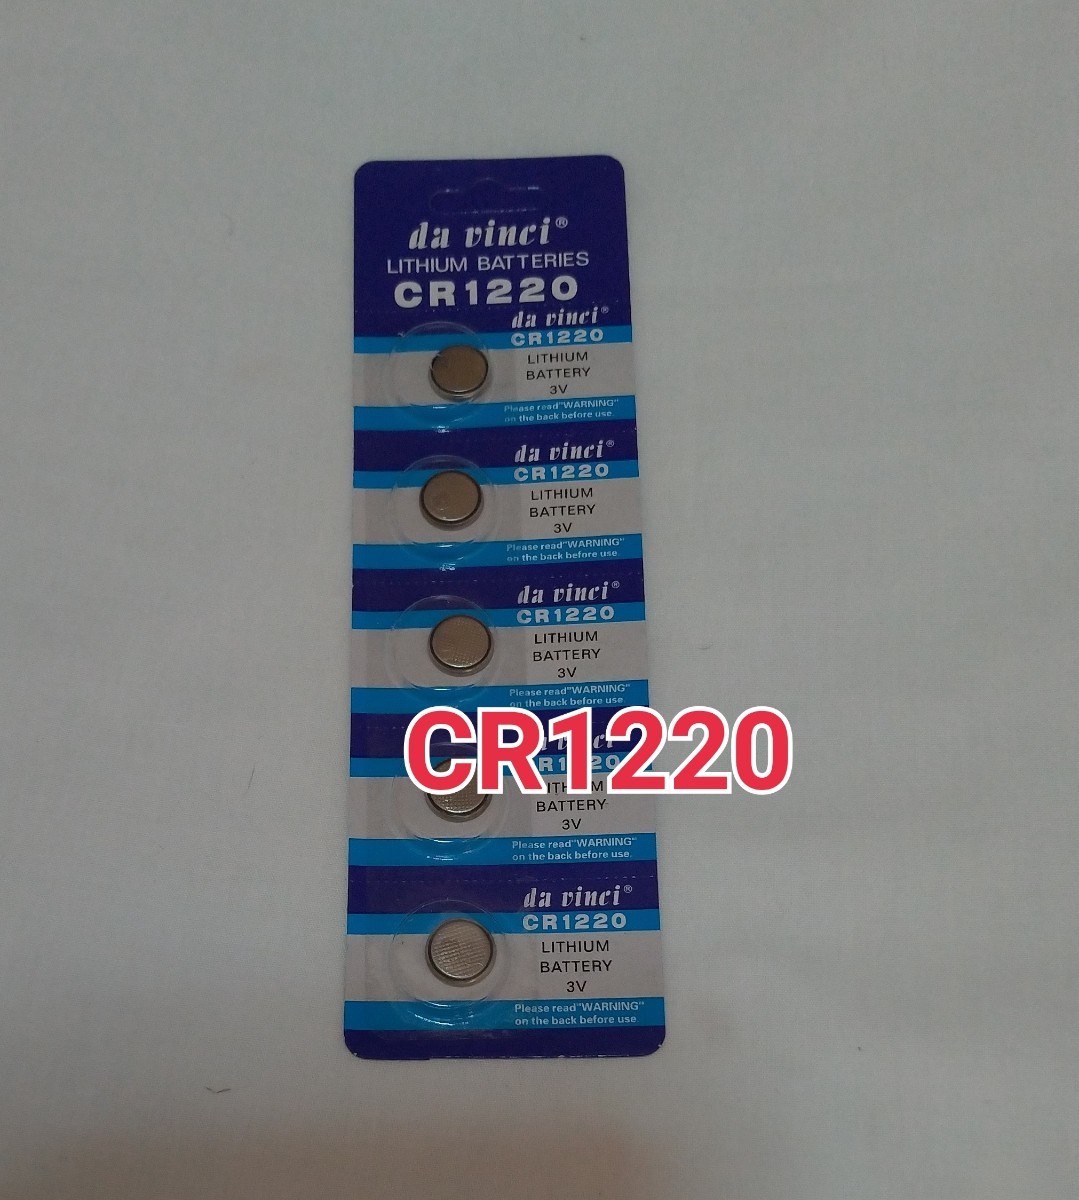 da vinci®
LITHIUM BATTERIES
CR1220
da vinci®
CR1220
LITHIUM
BATTERY
3V
Please read"WARNING"
on the back before use.
da vinci®
CR1220
LITHIUM
BATTERY
3V
Please read"WARNING"
on the back before use.
da vinci®
CR1220
LITHIUM
BATTERY
3V
Please read"WARNING"
on the back before use.
CR1220
BATTERY
3V
Please read"WARNING"
on the back before use.
da vinci®
CR1220
LITHIUM
BATTERY
3V
Please read"WARNING"
on the back before use.